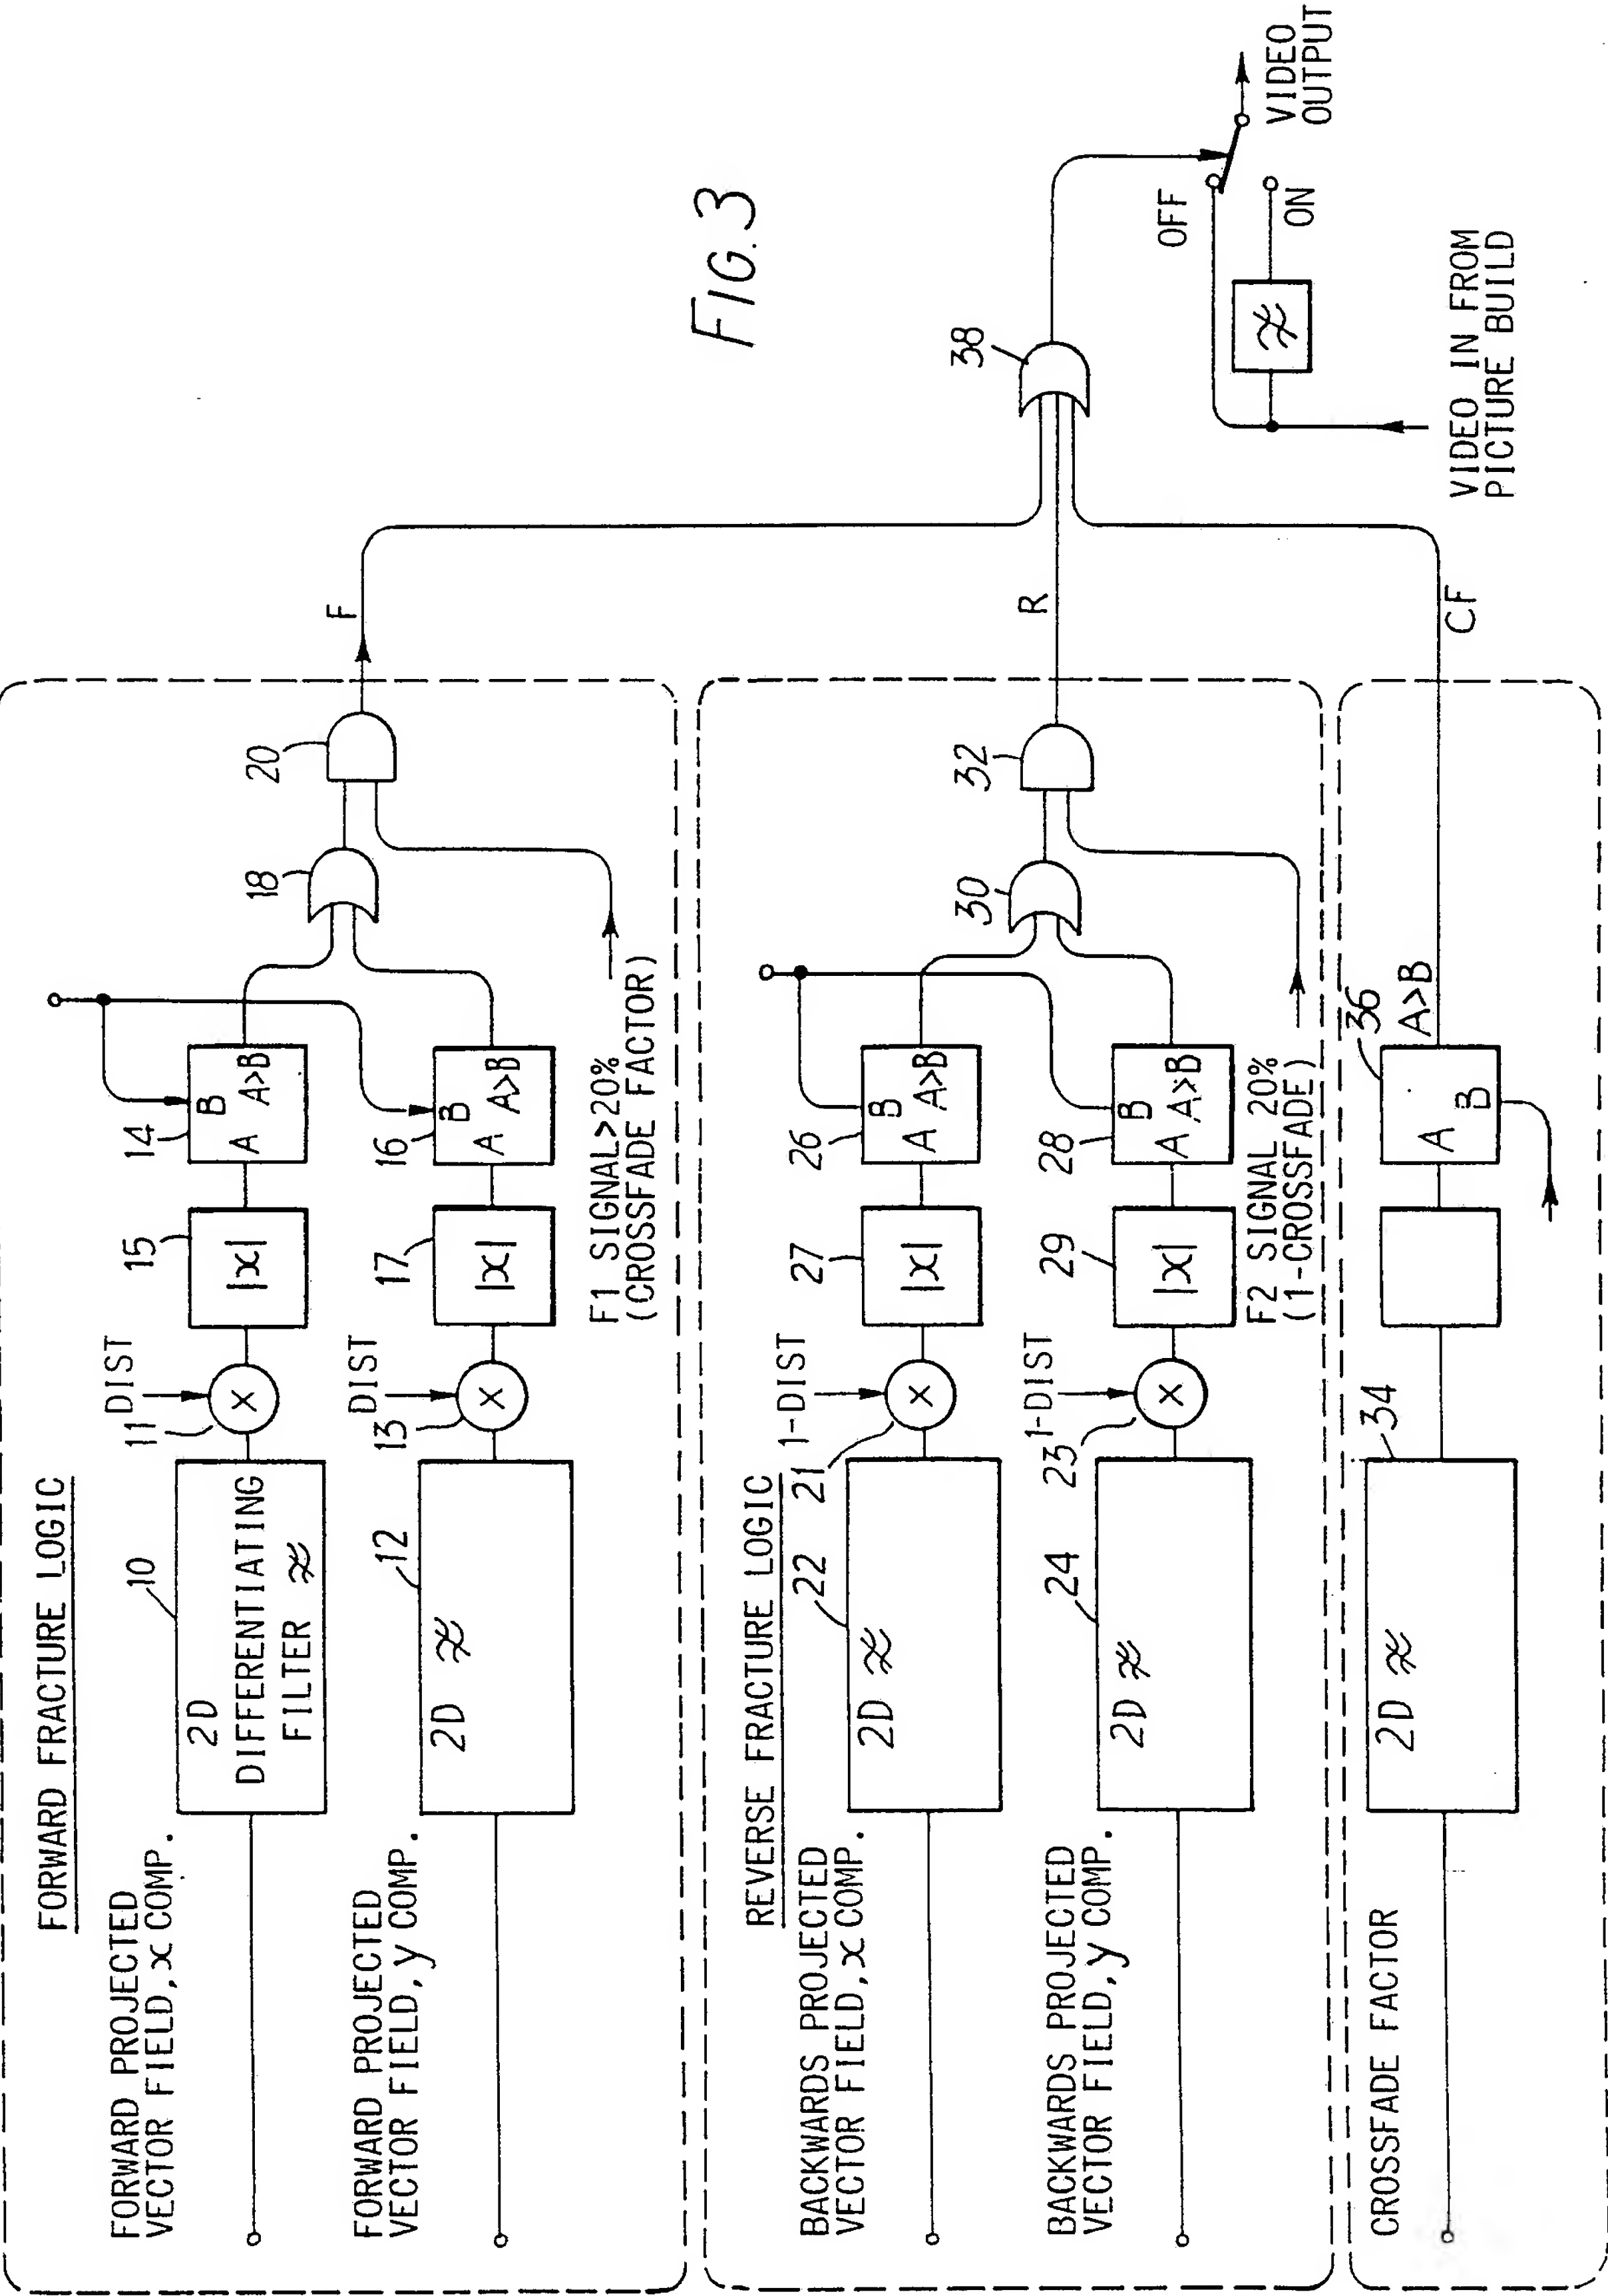 FORWARD FRACTURE LOGIC
FORWARD PROJECTED
VECTOR FIELD, x COMP.
10
2D
DIFFERENTIATING
FILTER
11
DIST
X
15
|x|
14
B
A
A>B
FORWARD PROJECTED
VECTOR FIELD, y COMP.
12
2D
13
DIST
X
17
|x|
16
B
A
A>B
18
20
F
F1 SIGNAL>20%
(CROSSFADE FACTOR)
REVERSE FRACTURE LOGIC
BACKWARDS PROJECTED
VECTOR FIELD, x COMP.
22
2D
21
1-DIST
X
27
|x|
26
B
A
A>B
BACKWARDS PROJECTED
VECTOR FIELD, y COMP.
24
2D
23
1-DIST
X
29
|x|
28
B
A
A>B
30
32
R
F2 SIGNAL 20%
(1-CROSSFADE)
CROSSFADE FACTOR
2D
34
36
A
B
A>B
CF
38
FIG. 3
OFF
ON
VIDEO
OUTPUT
VIDEO IN FROM
PICTURE BUILD